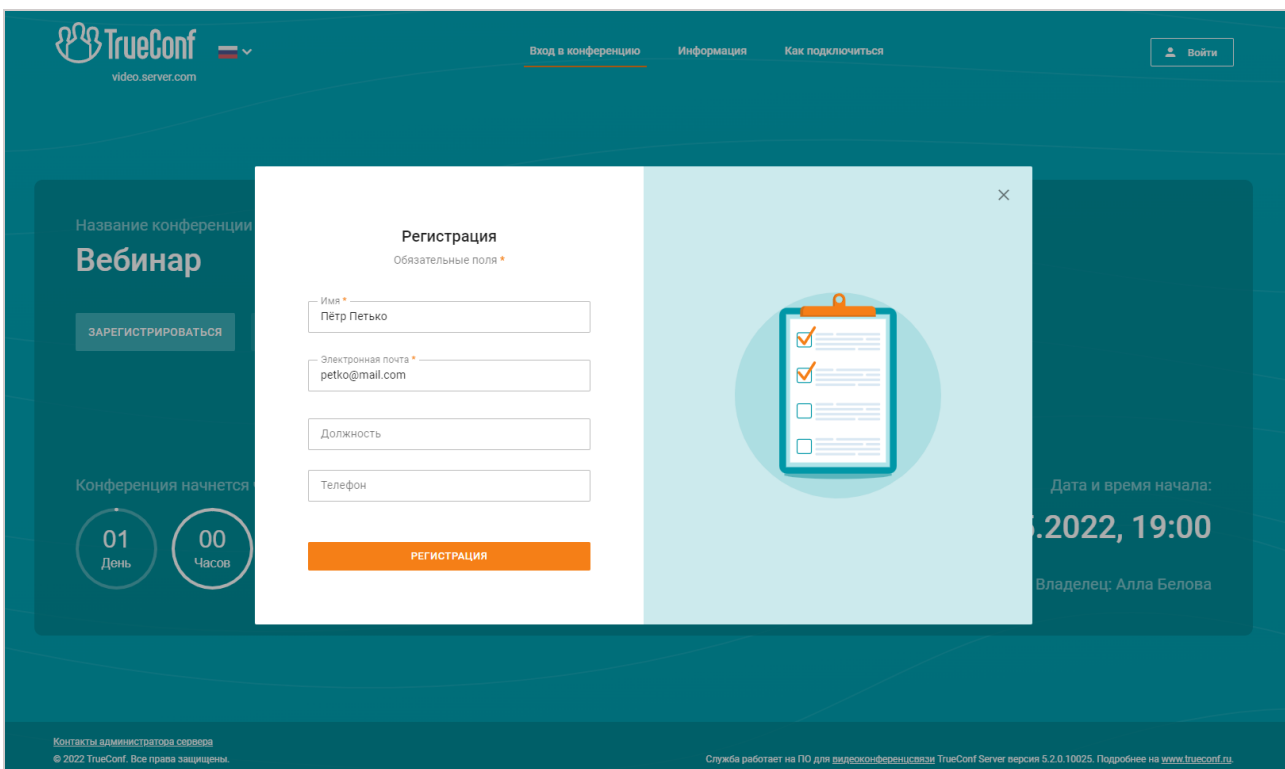 TrueConf
video.server.com
Вход в конференцию
Информация
Как подключиться
Войти
Название конференции
Вебинар
ЗАРЕГИСТРИРОВАТЬСЯ
Регистрация
Обязательные поля *
Имя *
Пётр Петько
Электронная почта *
petko@mail.com
Должность
Телефон
РЕГИСТРАЦИЯ
Конференция начнется
01
День
00
Часов
Дата и время начала:
.2022, 19:00
Владелец: Алла Белова
Контакты администратора сервера
© 2022 TrueConf. Все права защищены.
Служба работает на ПО для видеоконференцсвязи TrueConf Server версия 5.2.0.10025. Подробнее на www.trueconf.ru.